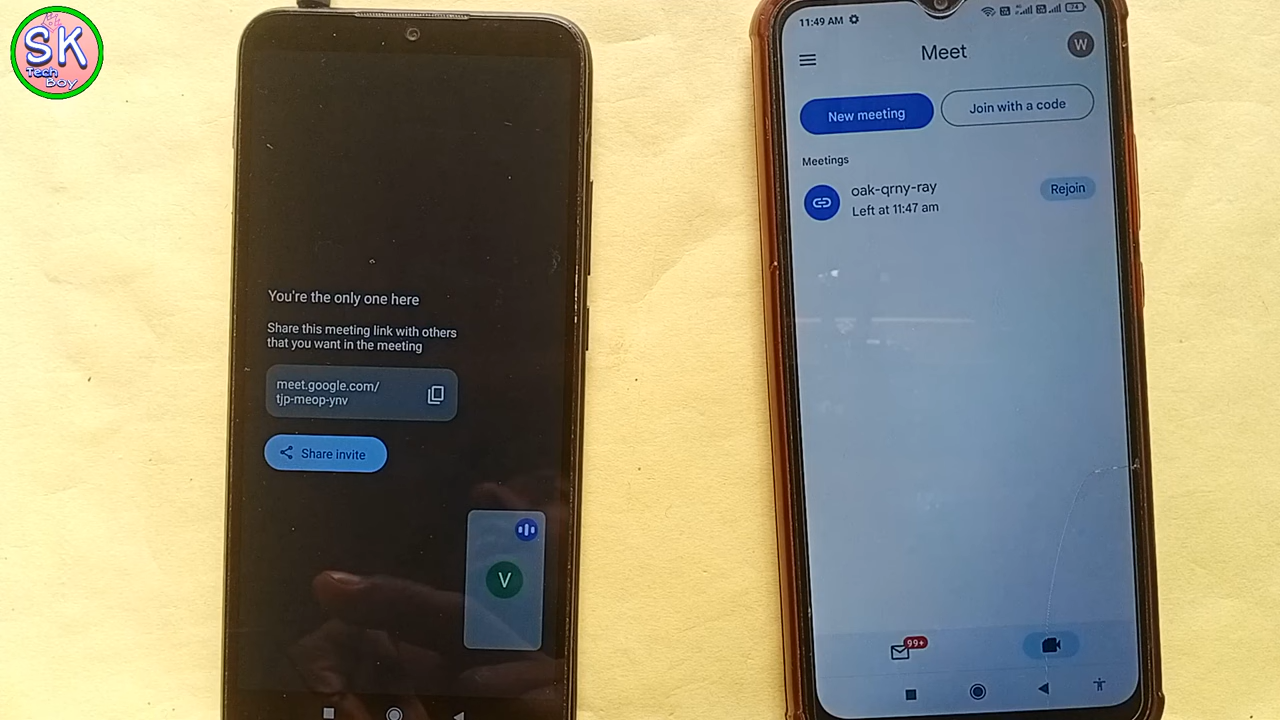 SK
Tech
Boy
You're the only one here
Share this meeting link with others
that you want in the meeting
meet.google.com/
tjp-meop-ynv
Share invite
V
11:49 AM
74
Meet
W
New meeting
Join with a code
Meetings
oak-qrny-ray
Left at 11:47 am
Rejoin
99+